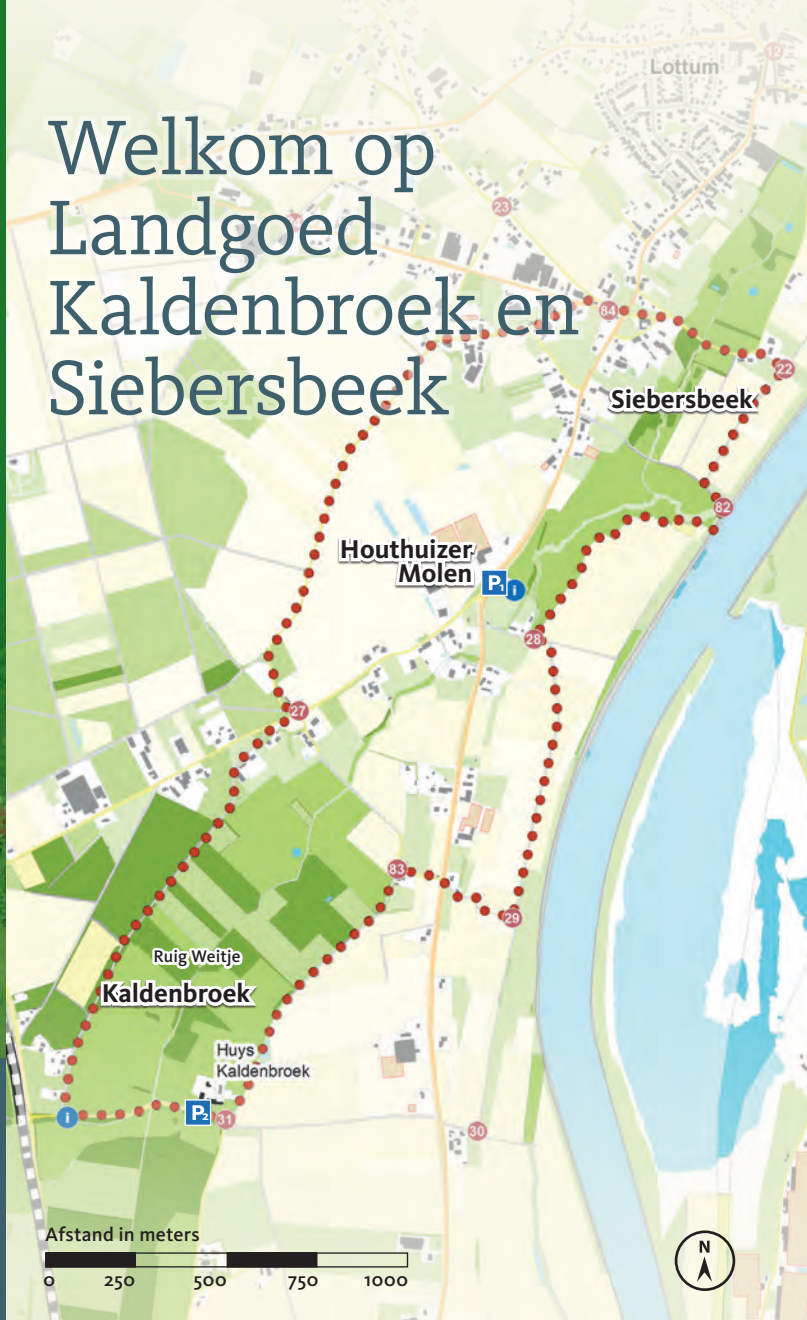 Lottum
12
Welkom op
Landgoed
Kaldenbroek en
Siebersbeek
23
84
22
Siebersbeek
82
Houthuizer
Molen
P1 i
28
27
83
29
Ruig Weitje
Kaldenbroek
Huys
Kaldenbroek
i
P2
31
30
Afstand in meters
0 250 500 750 1000
N